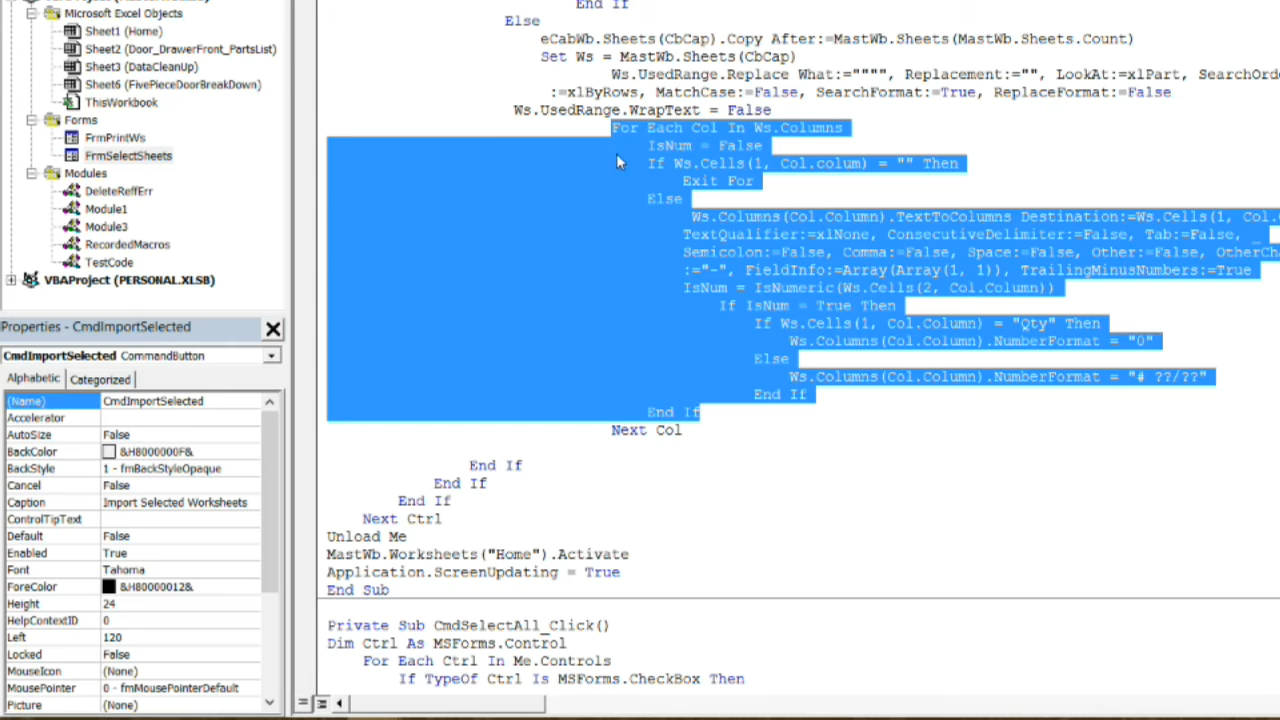 Microsoft Excel Objects
Sheet1 (Home)
Sheet2 (Door_DrawerFront_PartsList)
Sheet3 (DataCleanUp)
Sheet6 (FivePieceDoorBreakDown)
ThisWorkbook
Forms
FrmPrintWs
FrmSelectSheets
Modules
DeleteReffErr
Module1
Module3
RecordedMacros
TestCode
VBAProject (PERSONAL.XLSB)
Properties - CmdImportSelected
CmdImportSelected CommandButton
Alphabetic Categorized
(Name) CmdImportSelected
Accelerator
AutoSize False
BackColor &H8000000F&
BackStyle 1 - fmBackStyleOpaque
Cancel False
Caption Import Selected Worksheets
ControlTipText
Default False
Enabled True
Font Tahoma
ForeColor &H80000012&
Height 24
HelpContextID 0
Left 120
Locked False
MouseIcon (None)
MousePointer 0 - fmMousePointerDefault
Picture (None)
End If
Else
eCabWb.Sheets(CbCap).Copy After:=MastWb.Sheets(MastWb.Sheets.Count)
Set Ws = MastWb.Sheets(CbCap)
Ws.UsedRange.Replace What:="""", Replacement:="", LookAt:=xlPart, SearchOrde
:=xlByRows, MatchCase:=False, SearchFormat:=True, ReplaceFormat:=False
Ws.UsedRange.WrapText = False
For Each Col In Ws.Columns
IsNum = False
If Ws.Cells(1, Col.colum) = "" Then
Exit For
Else
Ws.Columns(Col.Column).TextToColumns Destination:=Ws.Cells(1, Col.
TextQualifier:=xlNone, ConsecutiveDelimiter:=False, Tab:=False, _
Semicolon:=False, Comma:=False, Space:=False, Other:=False, OtherCha
:="-", FieldInfo:=Array(Array(1, 1)), TrailingMinusNumbers:=True
IsNum = IsNumeric(Ws.Cells(2, Col.Column))
If IsNum = True Then
If Ws.Cells(1, Col.Column) = "Qty" Then
Ws.Columns(Col.Column).NumberFormat = "0"
Else
Ws.Columns(Col.Column).NumberFormat = "# ??/??"
End If
End If
Next Col
End If
End If
End If
Next Ctrl
Unload Me
MastWb.Worksheets("Home").Activate
Application.ScreenUpdating = True
End Sub
Private Sub CmdSelectAll_Click()
Dim Ctrl As MSForms.Control
For Each Ctrl In Me.Controls
If TypeOf Ctrl Is MSForms.CheckBox Then